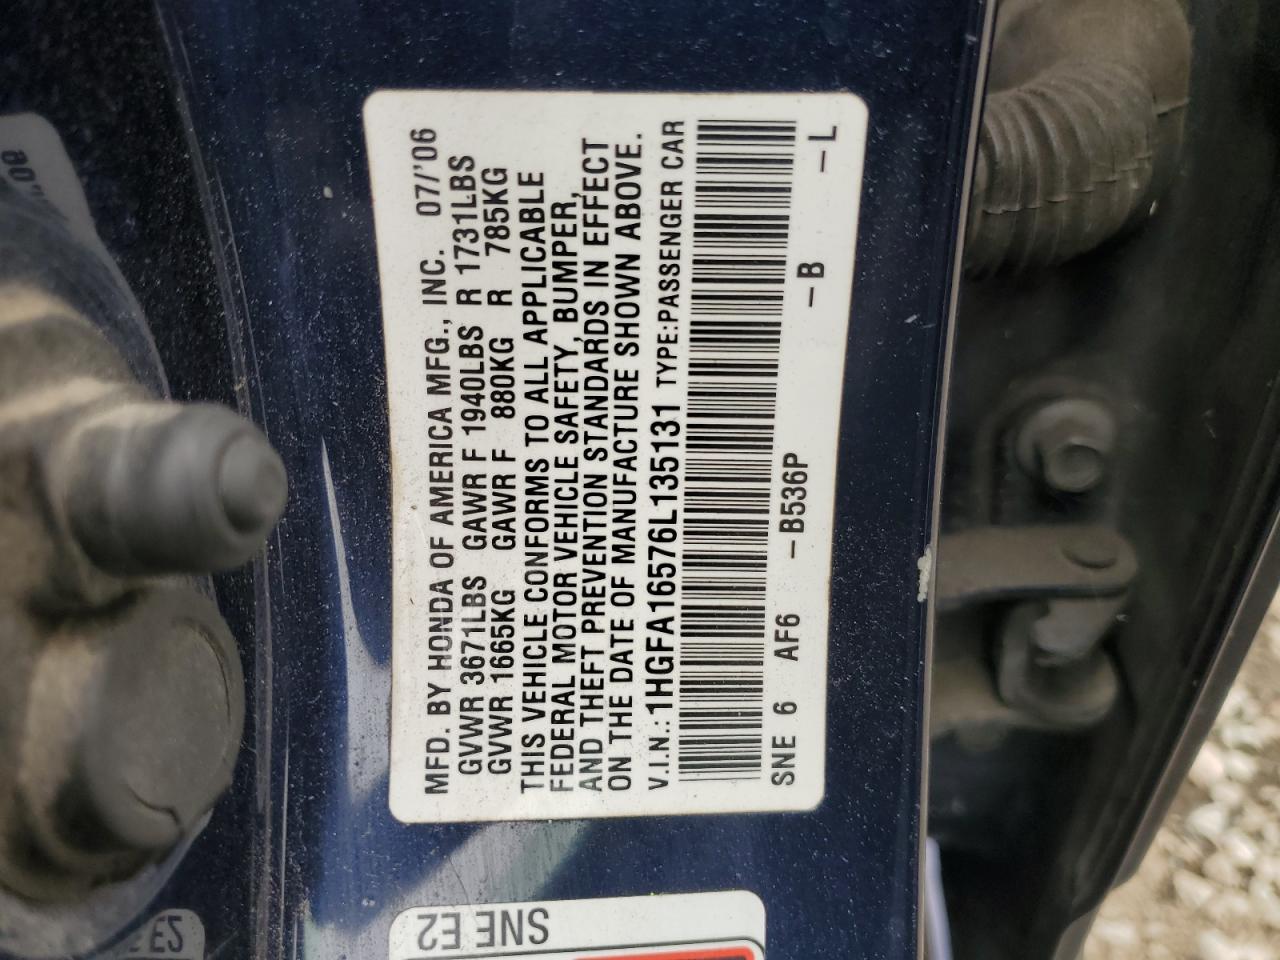 MFD. BY HONDA OF AMERICA MFG., INC. 07/'06
GVWR 3671LBS GAWR F 1940LBS R 1731LBS
GVWR 1665KG GAWR F 880KG R 785KG
THIS VEHICLE CONFORMS TO ALL APPLICABLE
FEDERAL MOTOR VEHICLE SAFETY, BUMPER,
AND THEFT PREVENTION STANDARDS IN EFFECT
ON THE DATE OF MANUFACTURE SHOWN ABOVE.
V.I.N.: 1HGFA16576L135131 TYPE:PASSENGER CAR
SNE 6 AF6 -B536P -B -L
SNE E2